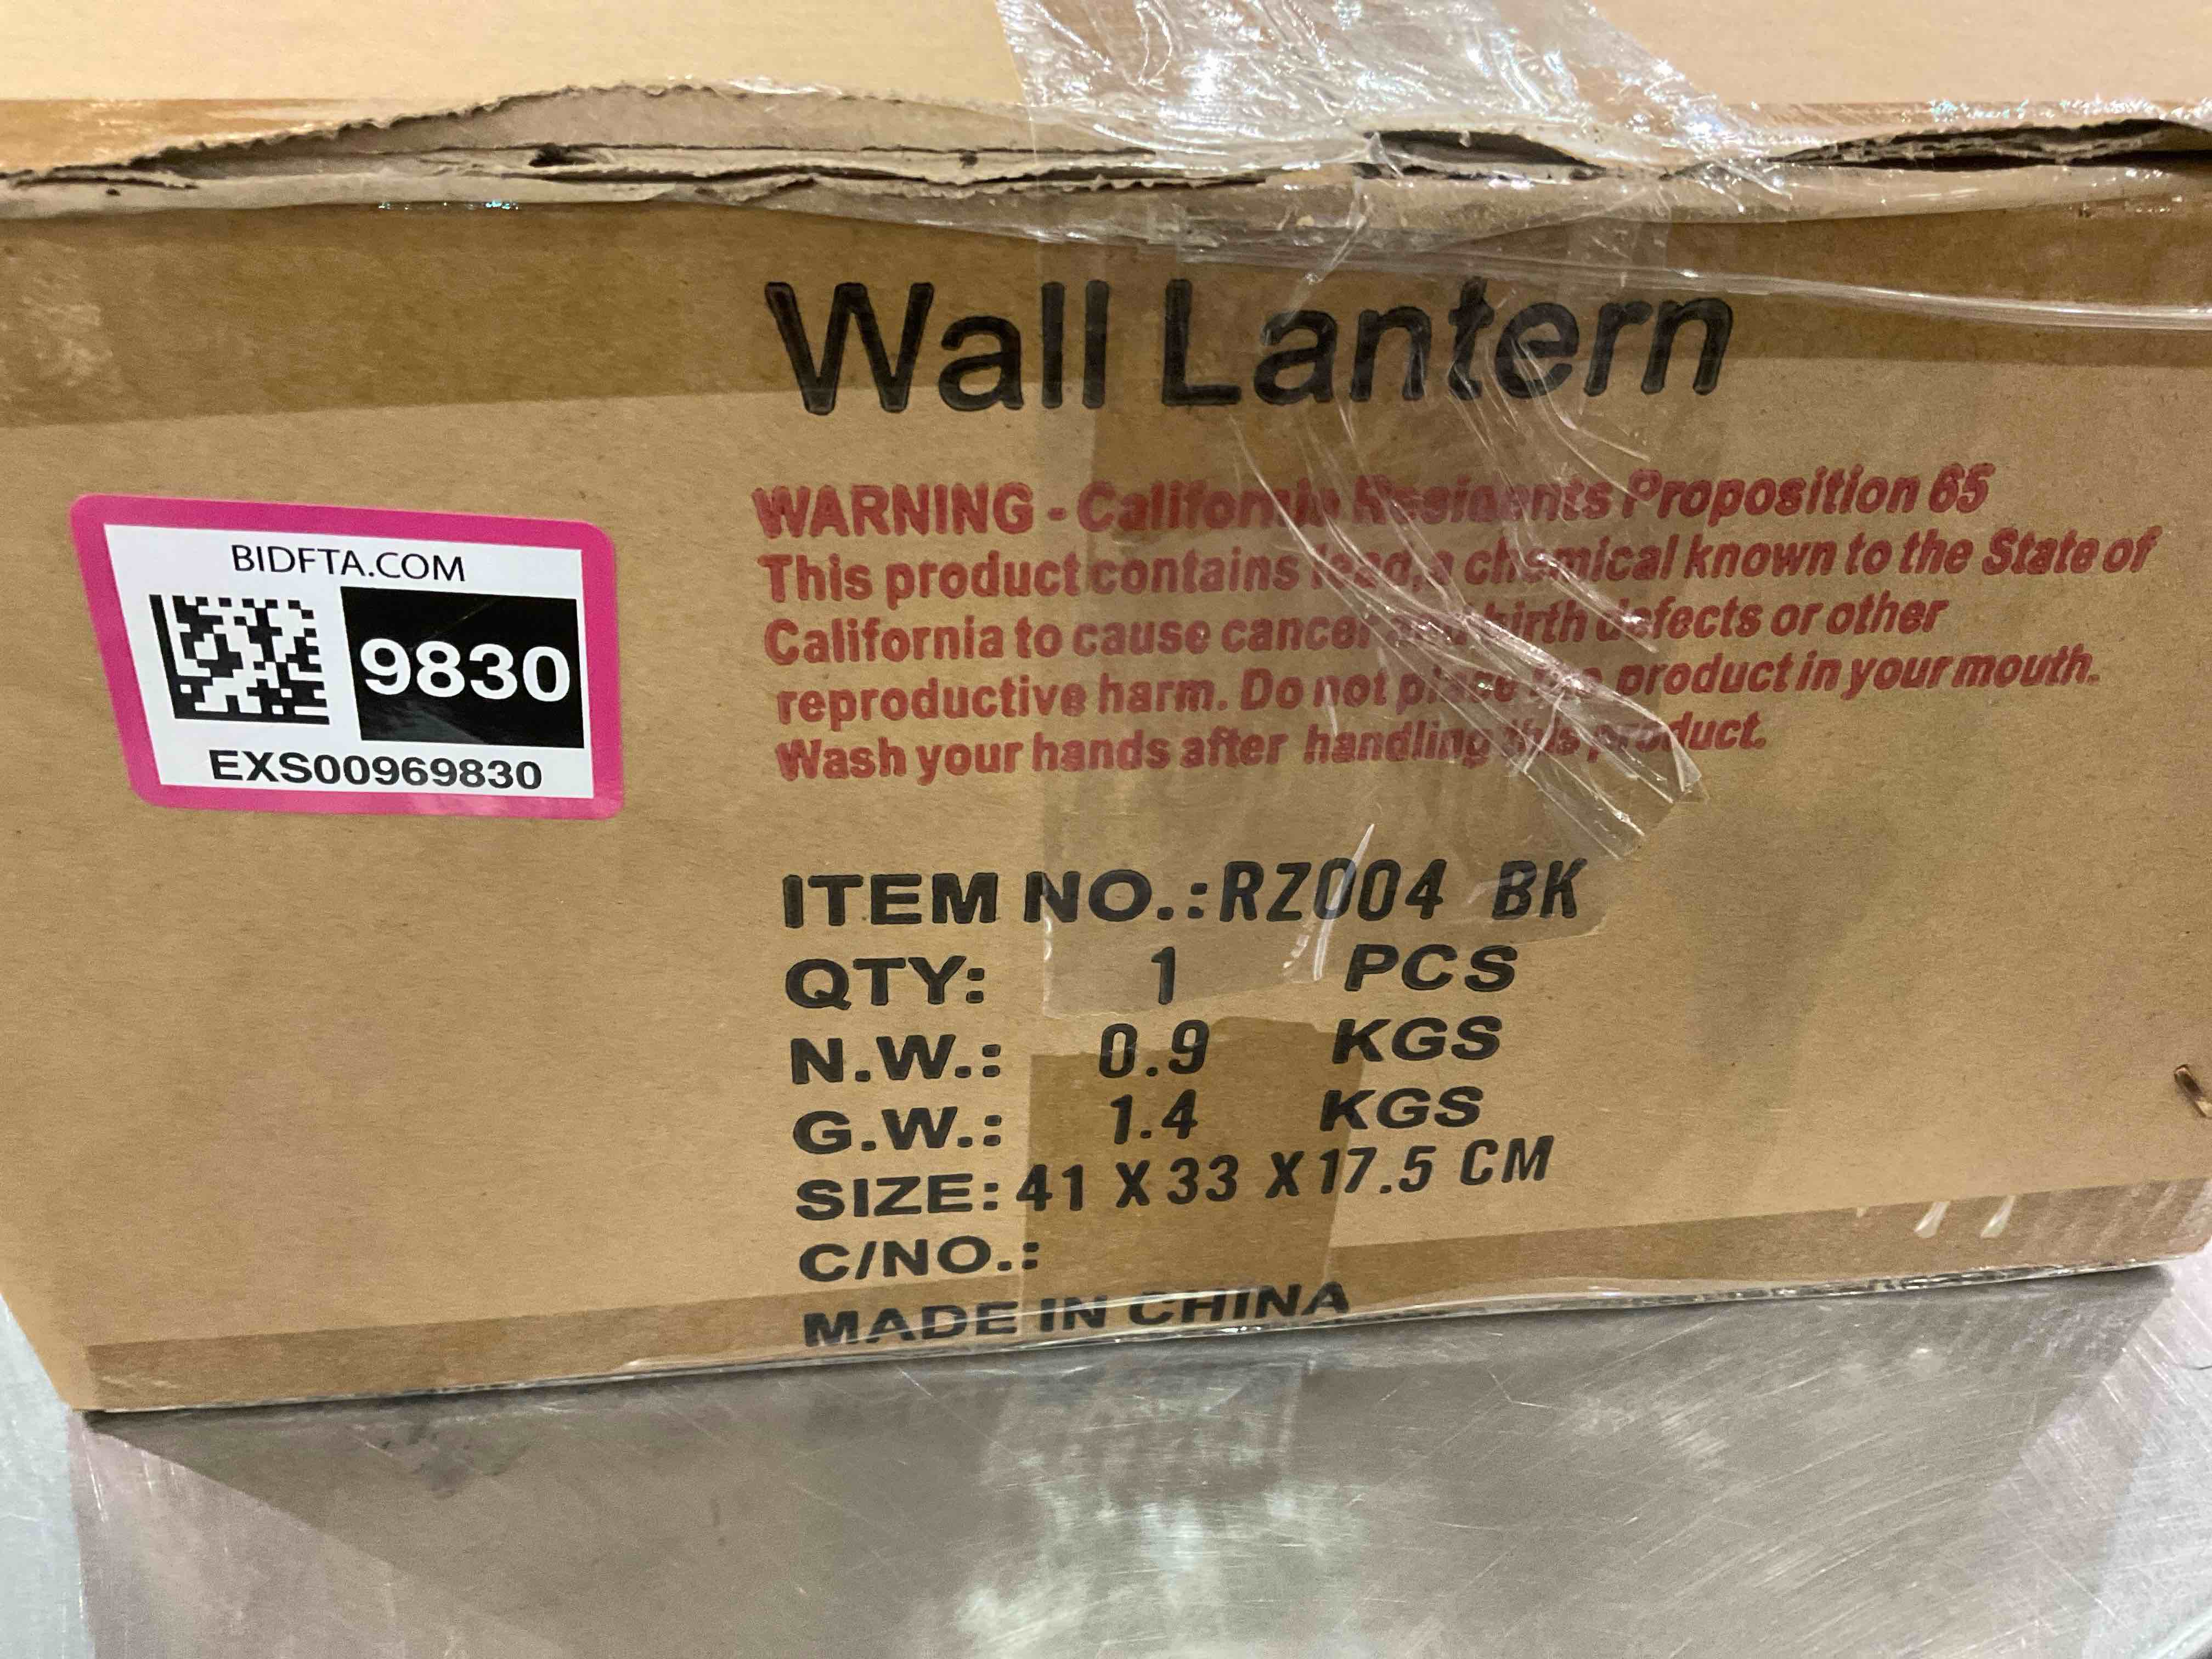 Wall Lantern
WARNING - California Residents Proposition 65
This product contains lead, a chemical known to the State of
California to cause cancer and birth defects or other
reproductive harm. Do not place the product in your mouth.
Wash your hands after handling this product.
BIDFTA.COM
9830
EXS00969830
ITEM NO.:RZ004 BK
QTY: 1 PCS
N.W.: 0.9 KGS
G.W.: 1.4 KGS
SIZE: 41 X 33 X 17.5 CM
C/NO.:
MADE IN CHINA